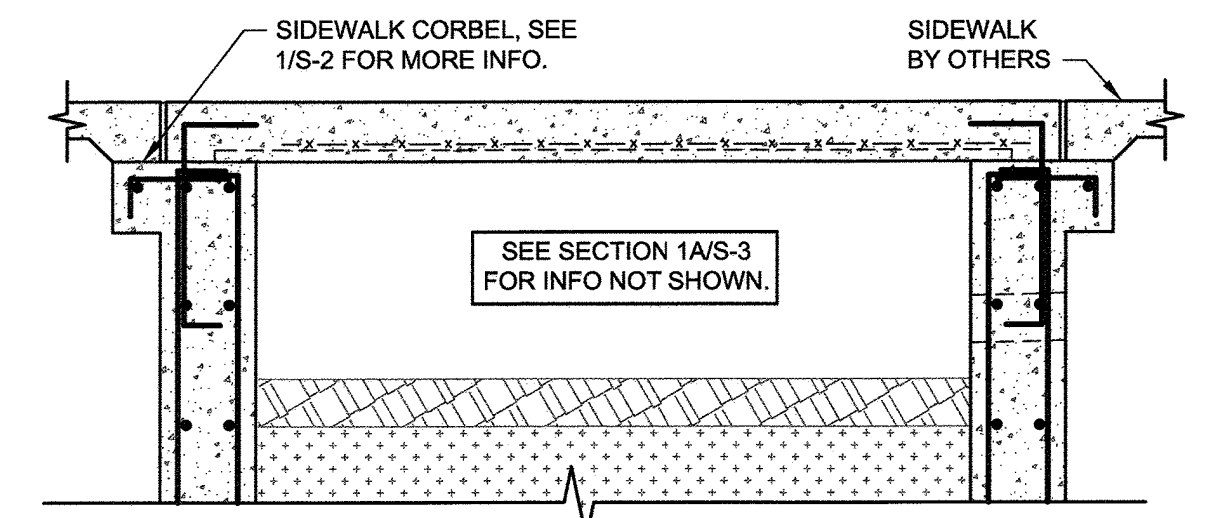 SIDEWALK CORBEL, SEE
1/S-2 FOR MORE INFO.
SIDEWALK
BY OTHERS
SEE SECTION 1A/S-3
FOR INFO NOT SHOWN.